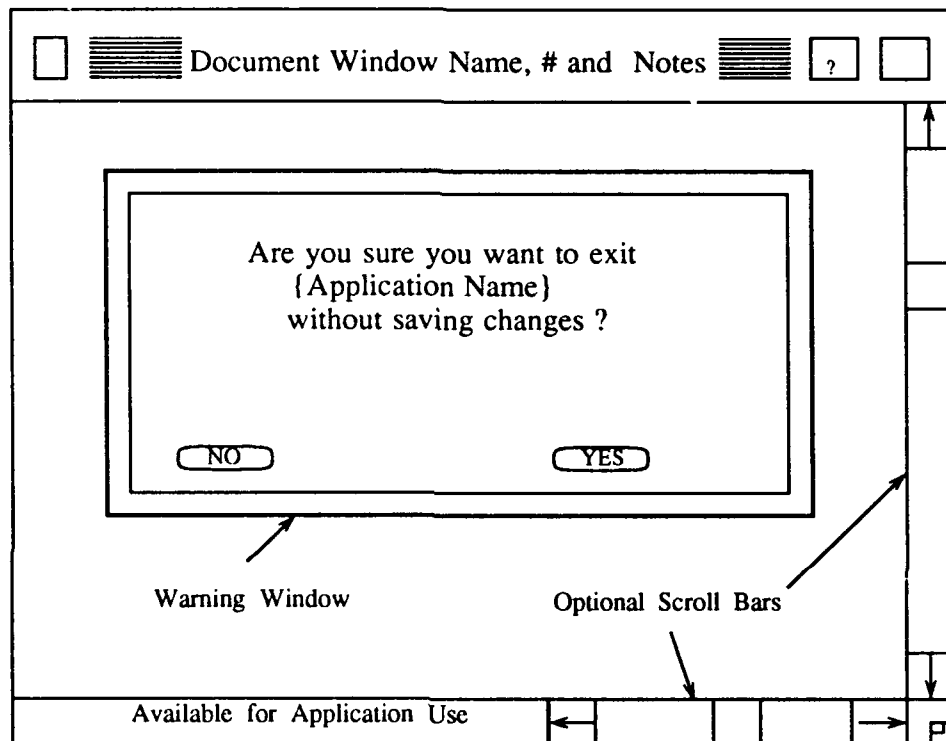 Document Window Name, # and Notes ?
Are you sure you want to exit
{Application Name}
without saving changes ?
NO YES
Warning Window
Optional Scroll Bars
Available for Application Use